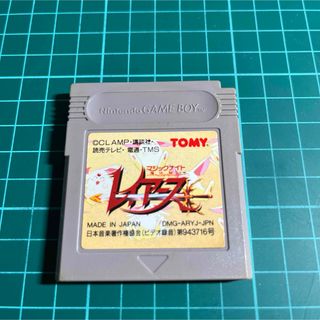 Nintendo GAME BOY™
©CLAMP・講談社・
読売テレビ・電通・TMS
TOMY
マジックナイト
レイアース
MADE IN JAPAN
DMG-ARYJ-JPN
日本音楽著作権協会(ビデオ録音)第943716号